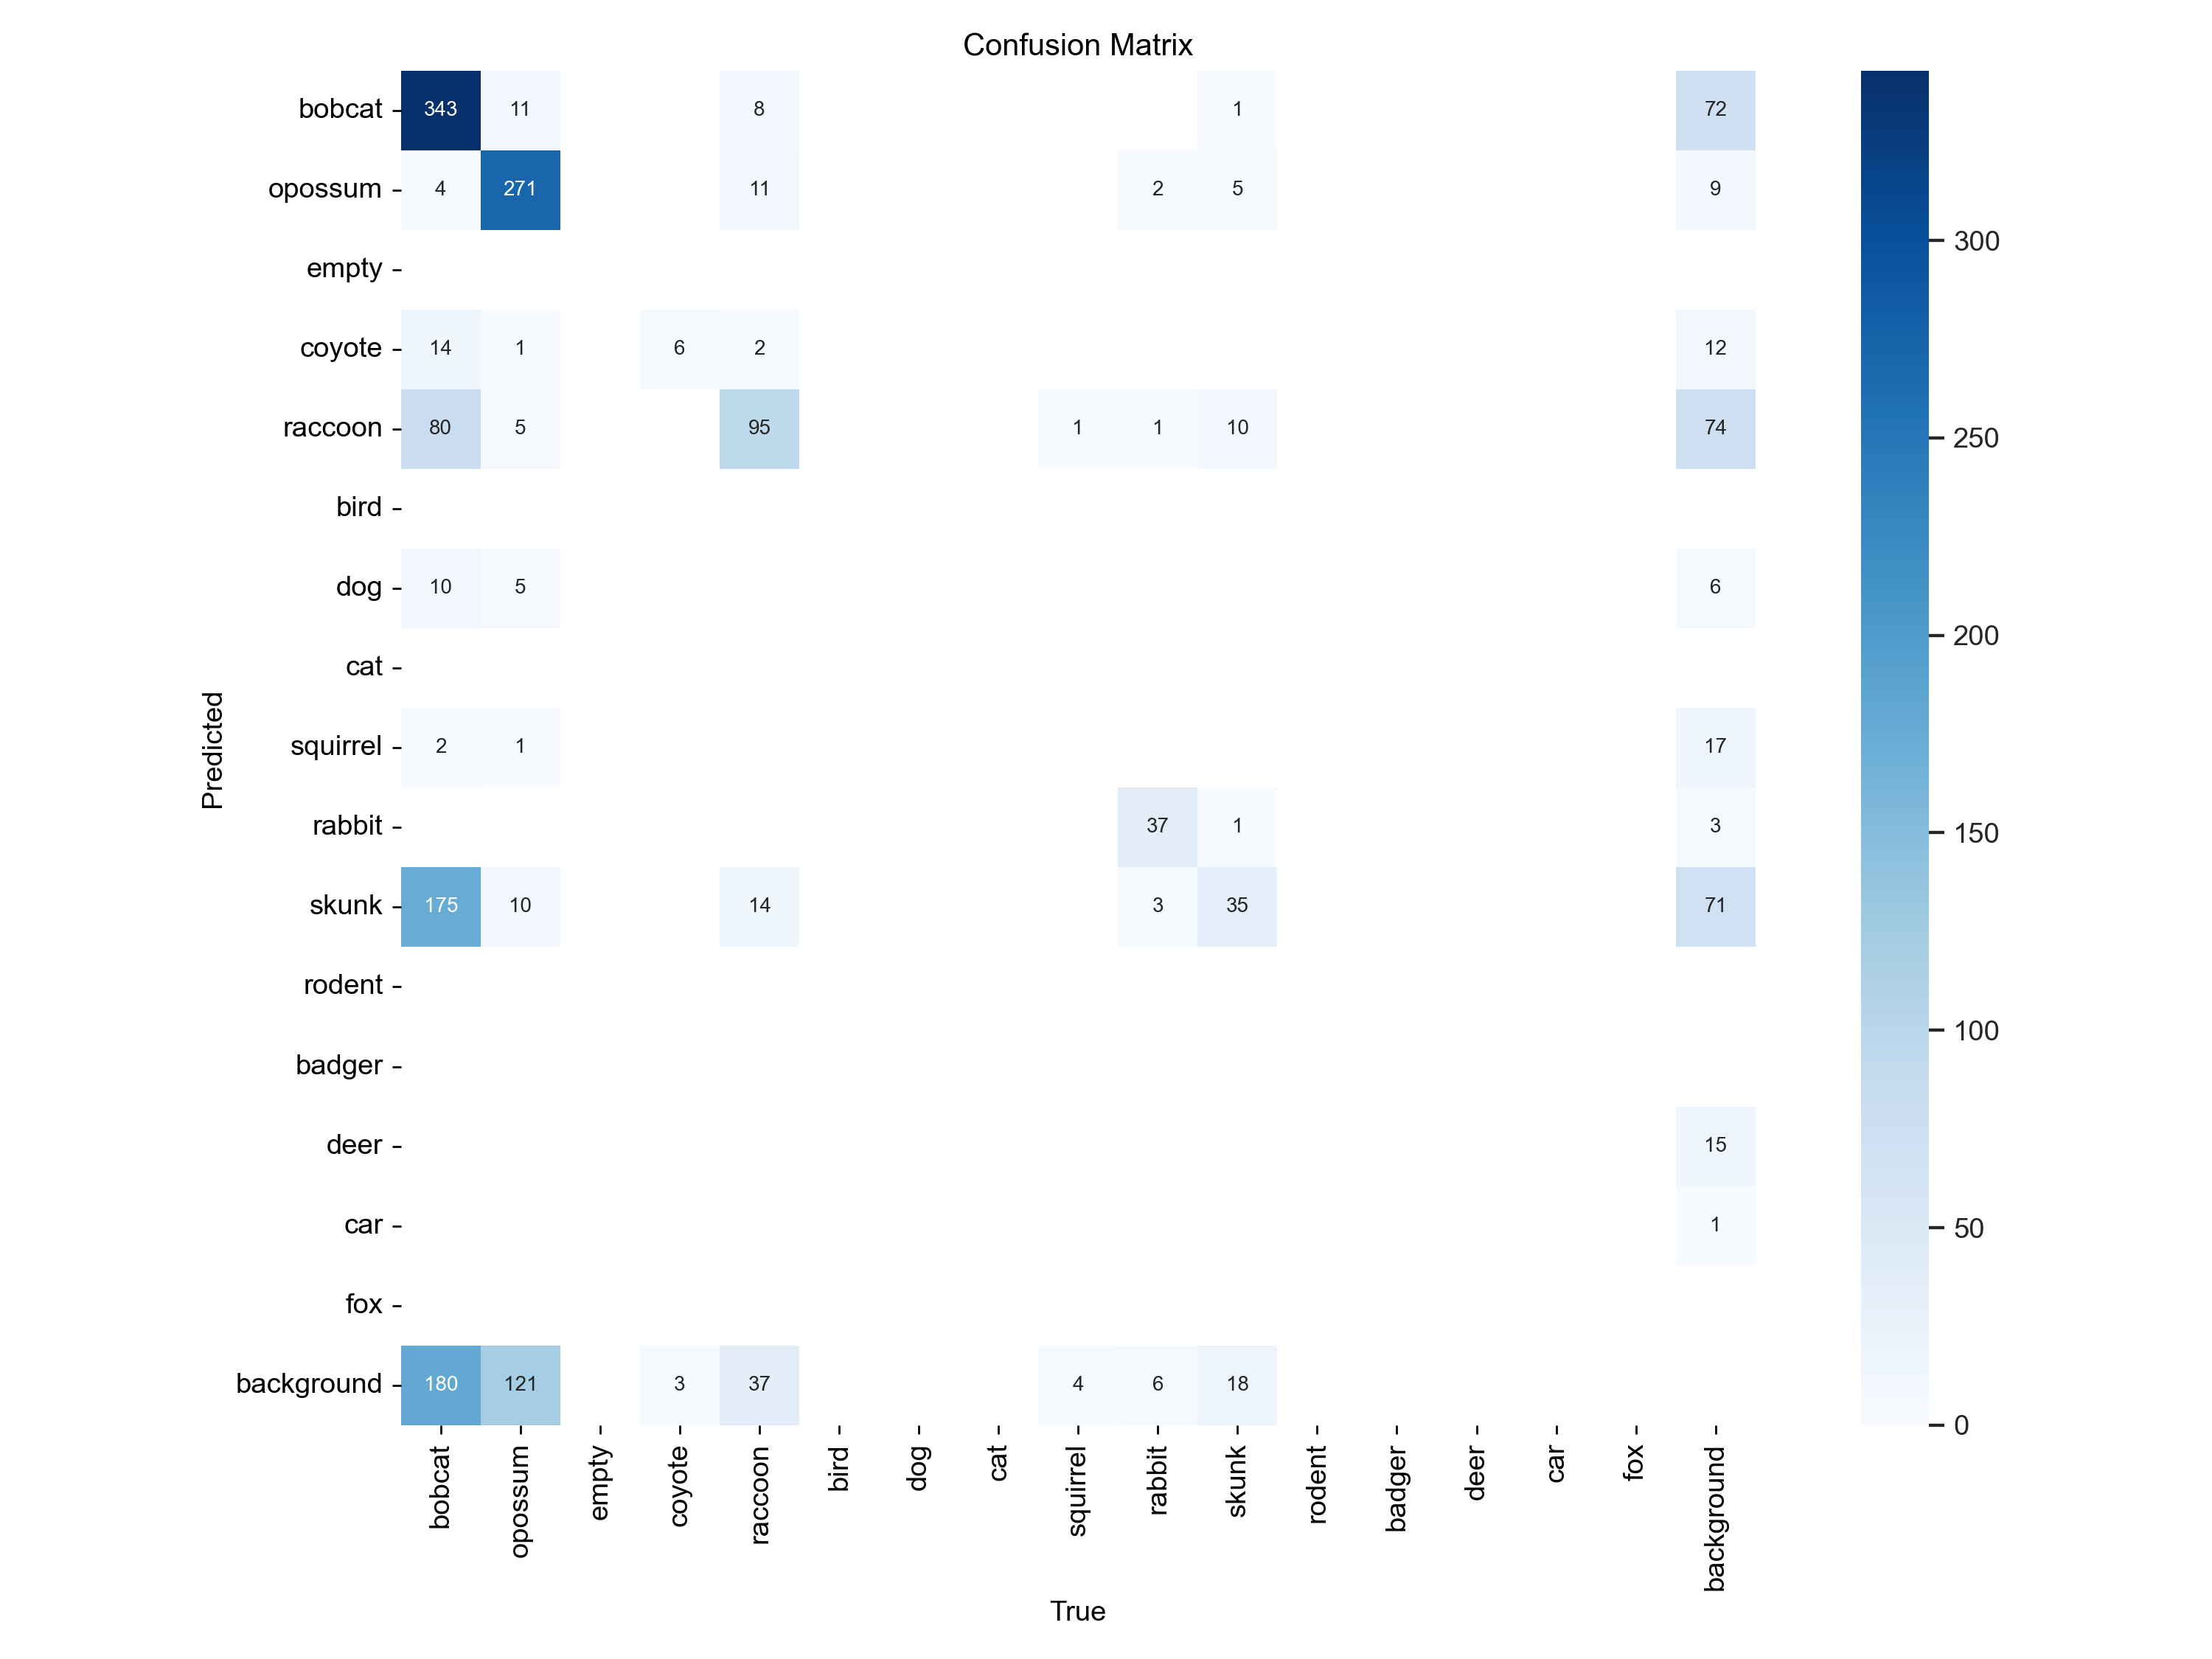 Confusion Matrix
bobcat 343 11 8 1 72
opossum 4 271 11 2 5 9
300
empty
coyote 14 1 6 2 12
raccoon 80 5 95 1 1 10 74
250
bird
dog 10 5 6
200
cat
Predicted
squirrel 2 1 17
rabbit 37 1 3
150
skunk 175 10 14 3 35 71
rodent
100
badger
deer 15
car 1
50
fox
background 180 121 3 37 4 6 18
0
bobcat opossum empty coyote raccoon bird dog cat squirrel rabbit skunk rodent badger deer car fox background
True